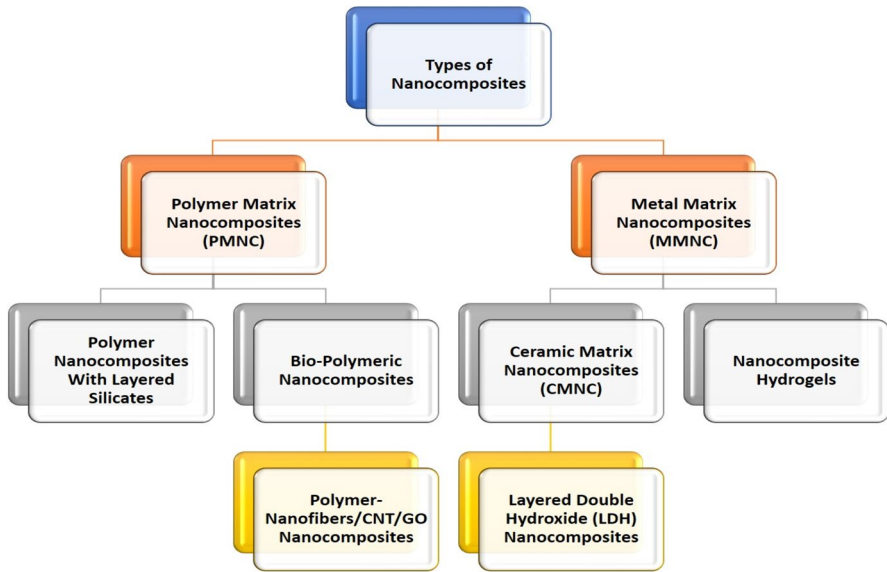 Types of
Nanocomposites
Polymer Matrix
Nanocomposites
(PMNC)
Metal Matrix
Nanocomposites
(MMNC)
Polymer
Nanocomposites
With Layered
Silicates
Bio-Polymeric
Nanocomposites
Ceramic Matrix
Nanocomposites
(CMNC)
Nanocomposite
Hydrogels
Polymer-
Nanofibers/CNT/GO
Nanocomposites
Layered Double
Hydroxide (LDH)
Nanocomposites